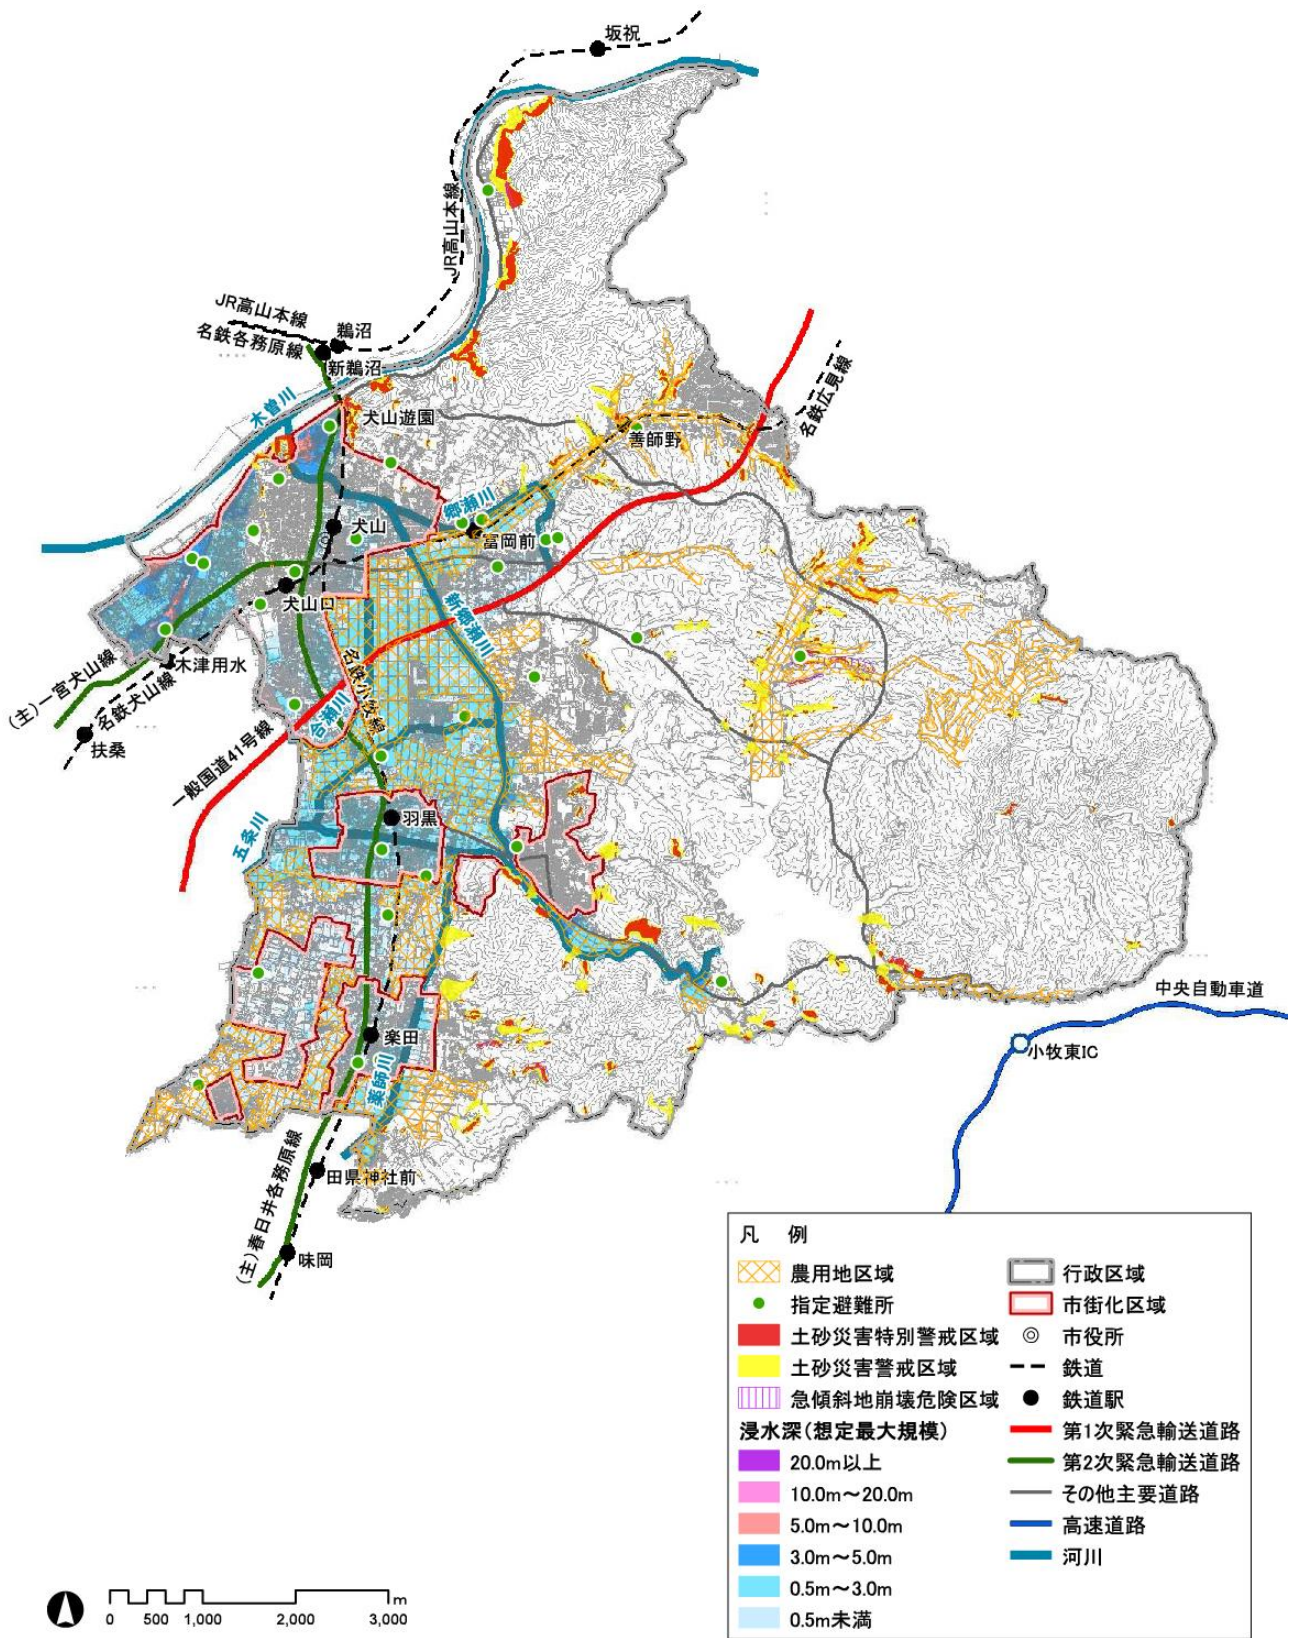 坂祝
JR高山本線
JR高山本線
名鉄各務原線
鵜沼
新鵜沼
木曽川
犬山遊園
善師野
名鉄広見線
郷瀬川
犬山
富岡前
犬山口
新郷瀬川
木津用水
(主)一宮犬山線
名鉄犬山線
扶桑
名鉄小牧線
合瀬川
一般国道41号線
羽黒
五条川
中央自動車道
小牧東IC
楽田
薬師川
田県神社前
(主)春日井各務原線
味岡
凡 例
農用地区域
指定避難所
土砂災害特別警戒区域
土砂災害警戒区域
急傾斜地崩壊危険区域
浸水深(想定最大規模)
20.0m以上
10.0m～20.0m
5.0m～10.0m
3.0m～5.0m
0.5m～3.0m
0.5m未満
行政区域
市街化区域
市役所
鉄道
鉄道駅
第1次緊急輸送道路
第2次緊急輸送道路
その他主要道路
高速道路
河川
0 500 1,000 2,000 3,000 m